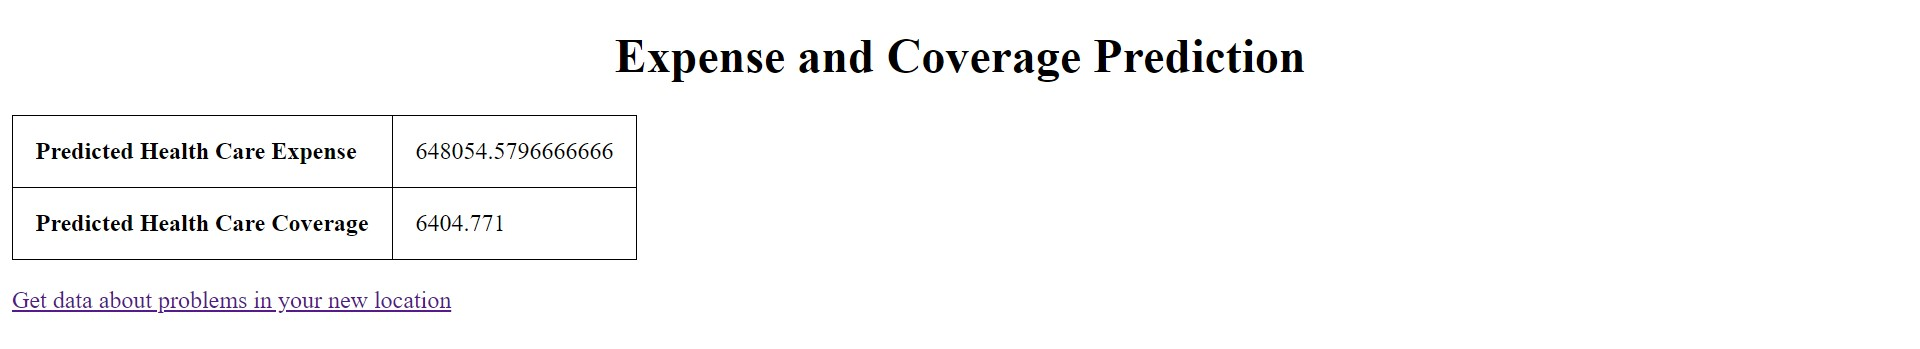 Expense and Coverage Prediction
Predicted Health Care Expense 648054.5796666666
Predicted Health Care Coverage 6404.771
Get data about problems in your new location